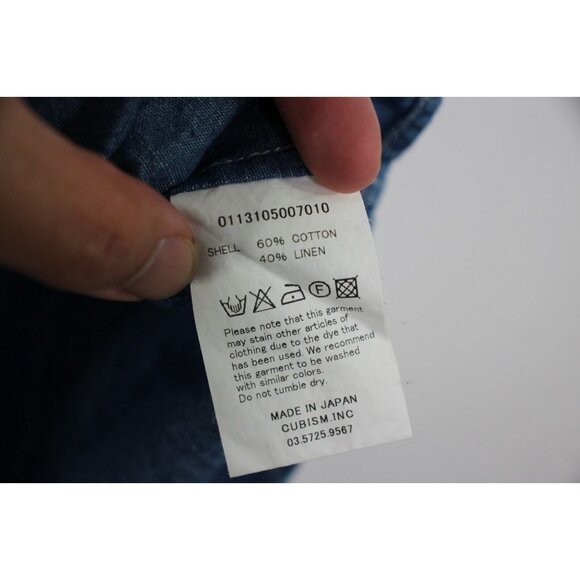 0113105007010
SHELL 60% COTTON
40% LINEN
F
Please note that this garment
may stain other articles of
clothing due to the dye that
has been used. We recommend
this garment to be washed
with similar colors.
Do not tumble dry.
MADE IN JAPAN
CUBISM.INC
03.5725.9567